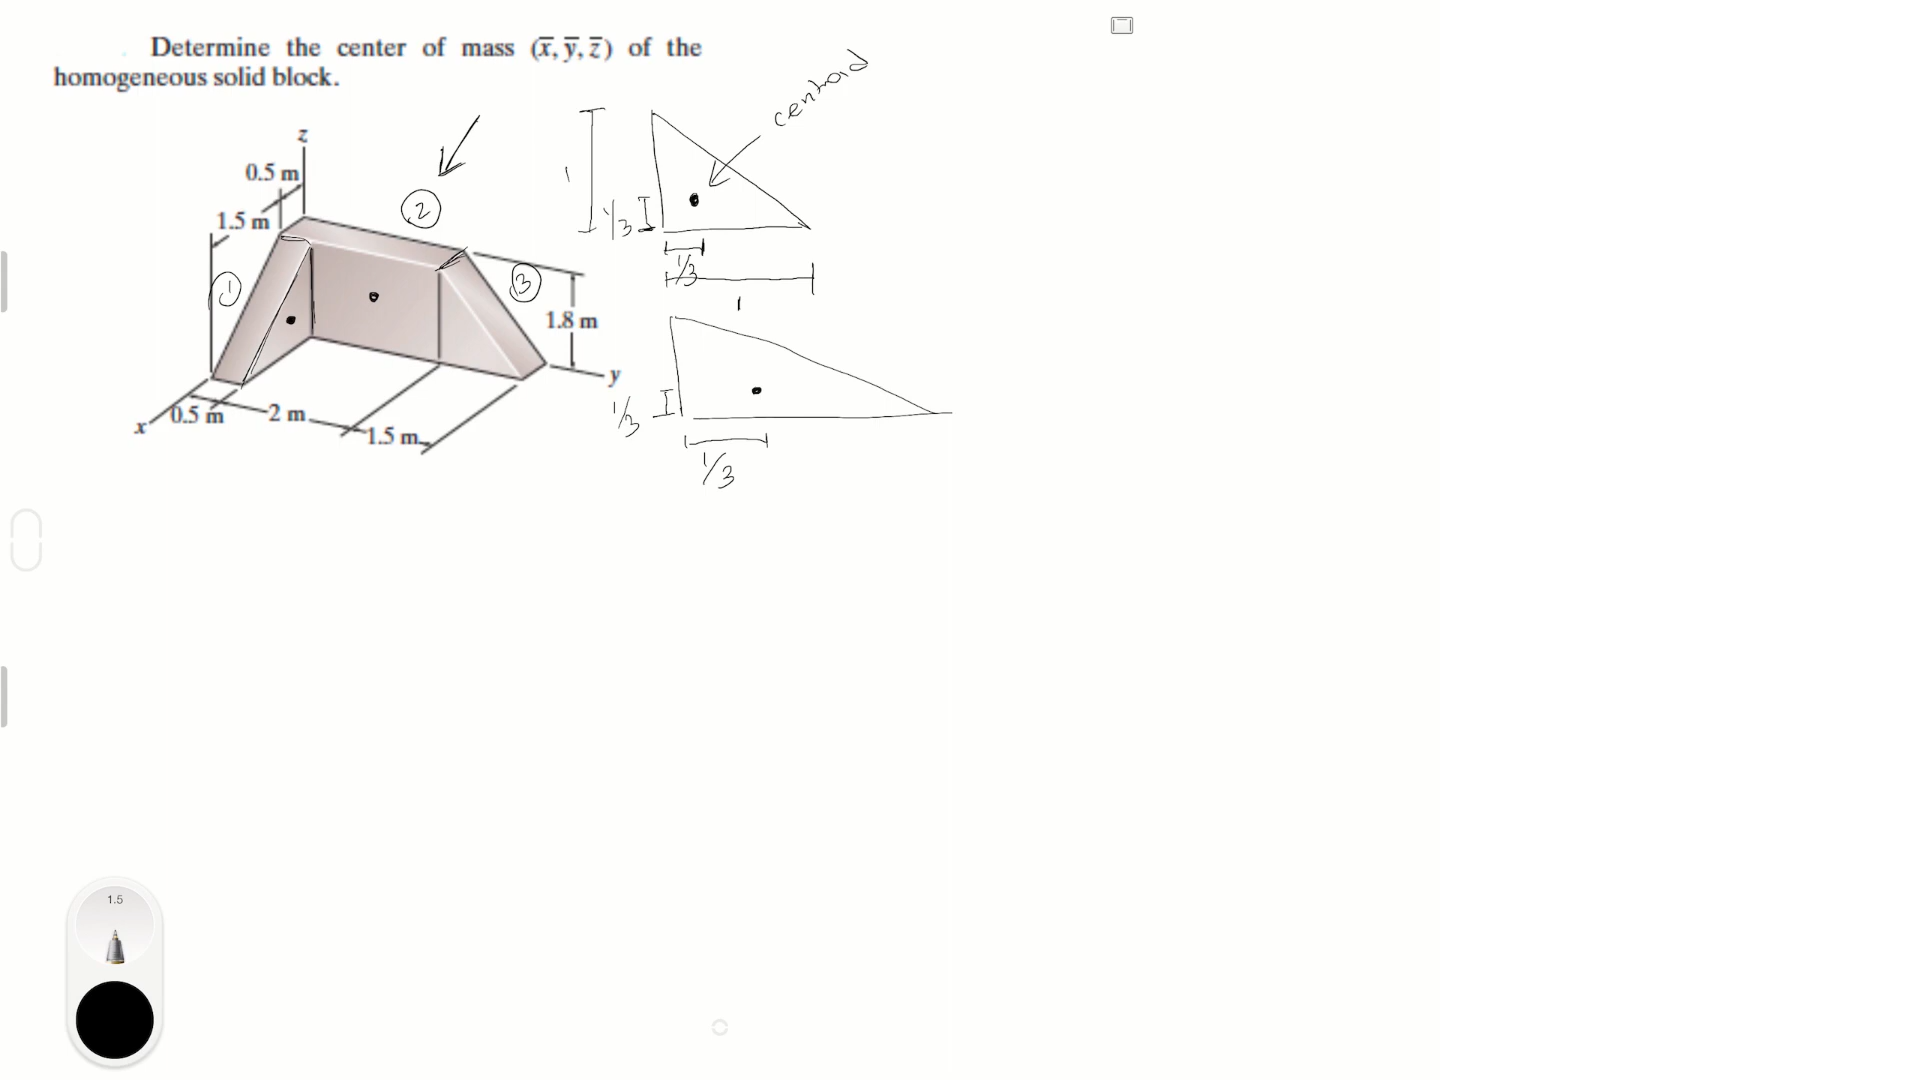 Determine the center of mass (x̅, y̅, z̅) of the
homogeneous solid block.
centroid
z
0.5 m
1.5 m
②
①
③
1.8 m
y
x
0.5 m
2 m
1.5 m
1
1/3
1/3
1
1/3
1/3
1.5